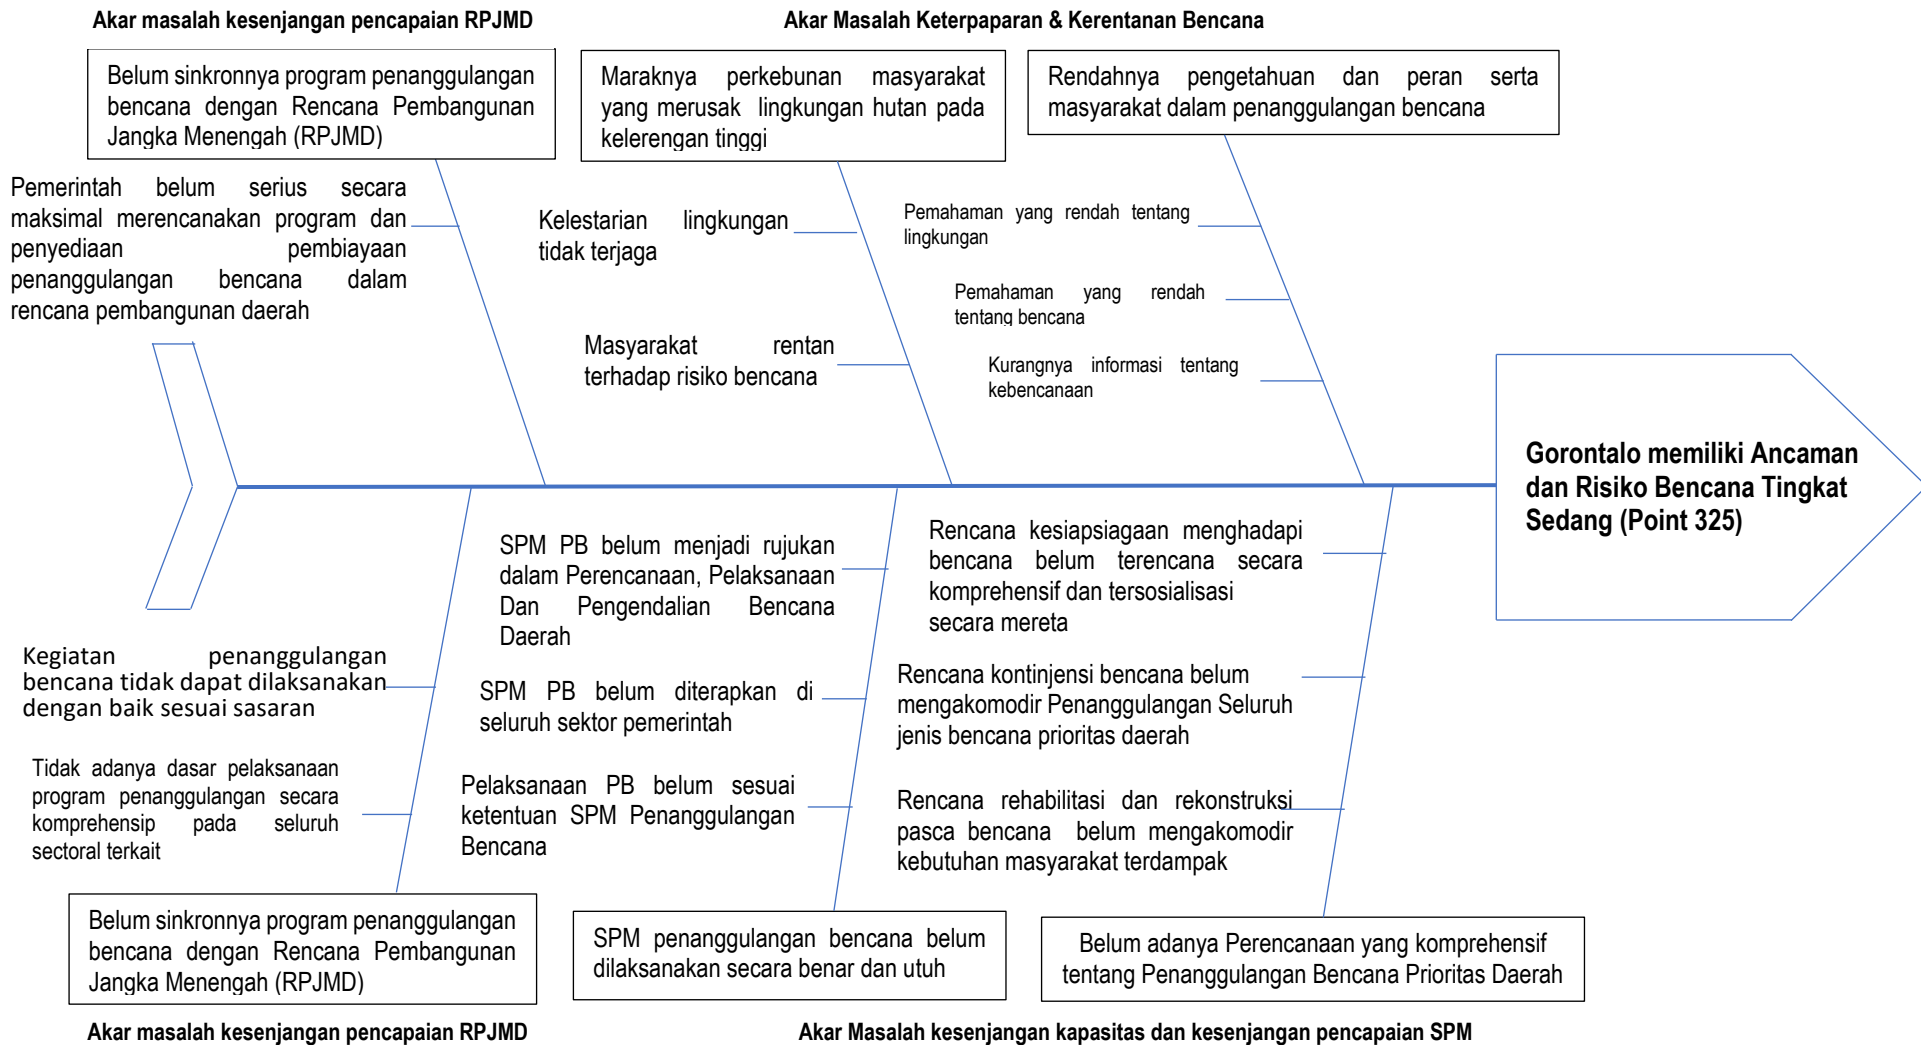 Akar masalah kesenjangan pencapaian RPJMD
Akar Masalah Keterpaparan & Kerentanan Bencana
Belum sinkronnya program penanggulangan
bencana dengan Rencana Pembangunan
Jangka Menengah (RPJMD)
Maraknya perkebunan masyarakat
yang merusak lingkungan hutan pada
kelerengan tinggi
Rendahnya pengetahuan dan peran serta
masyarakat dalam penanggulangan bencana
Pemerintah belum serius secara
maksimal merencanakan program dan
penyediaan pembiayaan
penanggulangan bencana dalam
rencana pembangunan daerah
Kelestarian lingkungan
tidak terjaga
Masyarakat rentan
terhadap risiko bencana
Pemahaman yang rendah tentang
lingkungan
Pemahaman yang rendah
tentang bencana
Kurangnya informasi tentang
kebencanaan
Gorontalo memiliki Ancaman
dan Risiko Bencana Tingkat
Sedang (Point 325)
Kegiatan penanggulangan
bencana tidak dapat dilaksanakan
dengan baik sesuai sasaran
Tidak adanya dasar pelaksanaan
program penanggulangan secara
komprehensip pada seluruh
sectoral terkait
SPM PB belum menjadi rujukan
dalam Perencanaan, Pelaksanaan
Dan Pengendalian Bencana
Daerah
SPM PB belum diterapkan di
seluruh sektor pemerintah
Pelaksanaan PB belum sesuai
ketentuan SPM Penanggulangan
Bencana
Rencana kesiapsiagaan menghadapi
bencana belum terencana secara
komprehensif dan tersosialisasi
secara mereta
Rencana kontinjensi bencana belum
mengakomodir Penanggulangan Seluruh
jenis bencana prioritas daerah
Rencana rehabilitasi dan rekonstruksi
pasca bencana belum mengakomodir
kebutuhan masyarakat terdampak
Belum sinkronnya program penanggulangan
bencana dengan Rencana Pembangunan
Jangka Menengah (RPJMD)
SPM penanggulangan bencana belum
dilaksanakan secara benar dan utuh
Belum adanya Perencanaan yang komprehensif
tentang Penanggulangan Bencana Prioritas Daerah
Akar masalah kesenjangan pencapaian RPJMD
Akar Masalah kesenjangan kapasitas dan kesenjangan pencapaian SPM